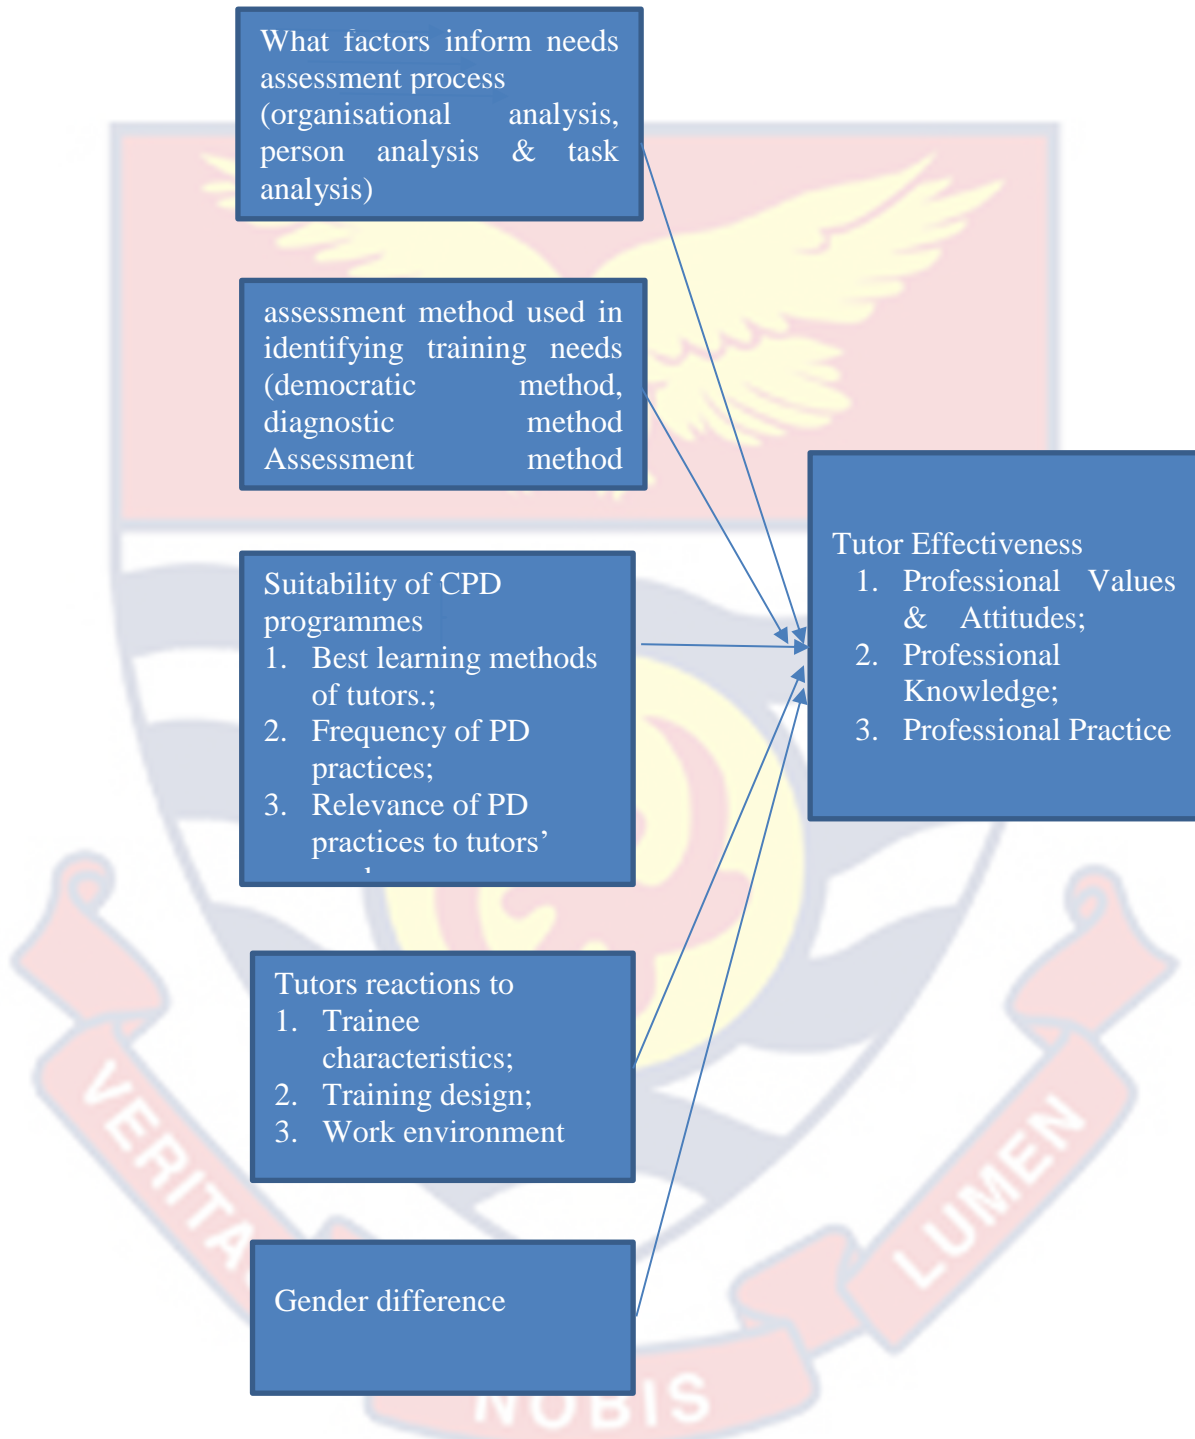 What factors inform needs
assessment process
(organisational analysis,
person analysis & task
analysis)
assessment method used in
identifying training needs
(democratic method,
diagnostic method
Assessment method
Suitability of CPD
programmes
1. Best learning methods
of tutors.;
2. Frequency of PD
practices;
3. Relevance of PD
practices to tutors’
Tutors reactions to
1. Trainee
characteristics;
2. Training design;
3. Work environment
Gender difference
Tutor Effectiveness
1. Professional Values
& Attitudes;
2. Professional
Knowledge;
3. Professional Practice
VERITA
NOBIS
LUMEN